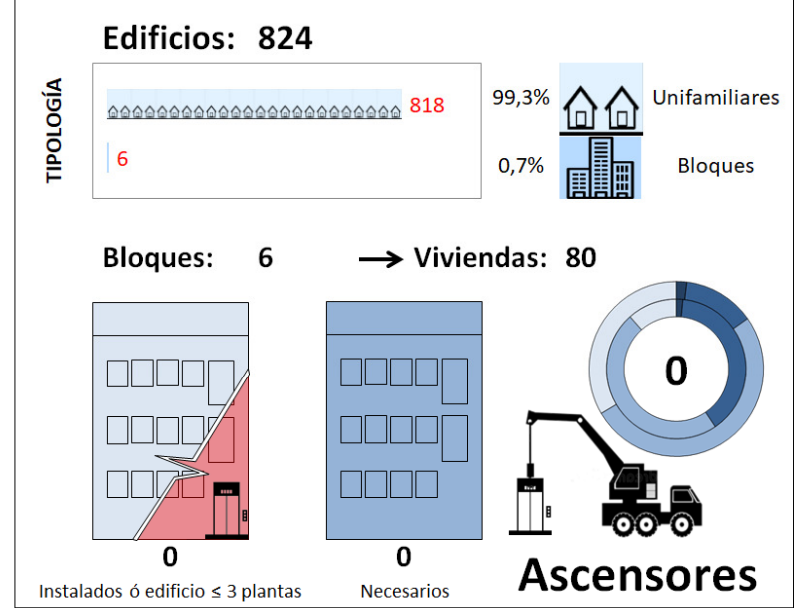 Edificios: 824
TIPOLOGÍA
818
99,3%
Unifamiliares
6
0,7%
Bloques
Bloques: 6 → Viviendas: 80
0
0
0
Instalados ó edificio ≤ 3 plantas
Necesarios
Ascensores